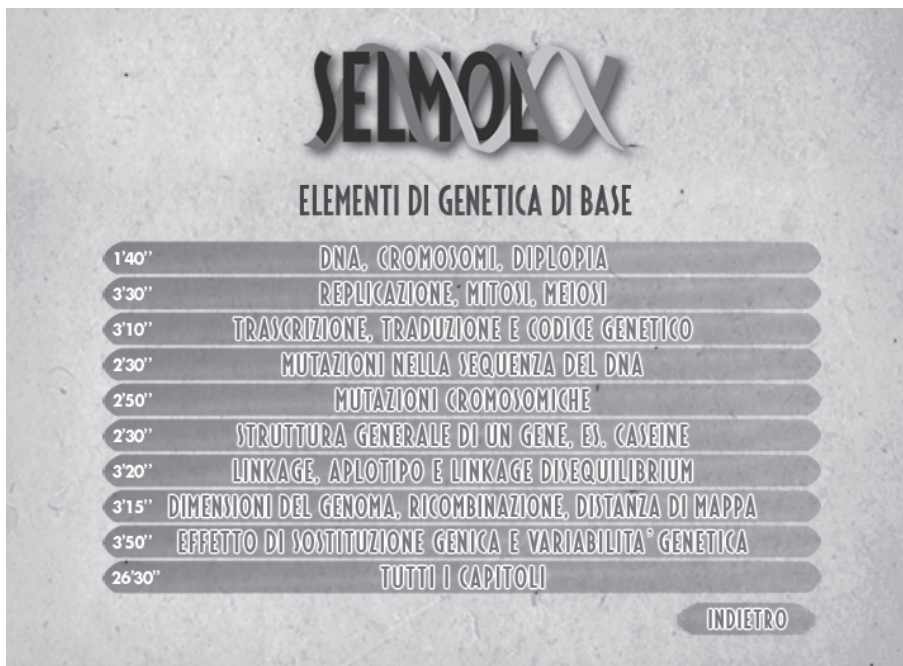 SELMOL
ELEMENTI DI GENETICA DI BASE
1'40'' DNA, CROMOSOMI, DIPLOPIA
3'30'' REPLICAZIONE, MITOSI, MEIOSI
3'10'' TRASCRIZIONE, TRADUZIONE E CODICE GENETICO
2'30'' MUTAZIONI NELLA SEQUENZA DEL DNA
2'50'' MUTAZIONI CROMOSOMICHE
2'30'' STRUTTURA GENERALE DI UN GENE, ES. CASEINE
3'20'' LINKAGE, APLOTIPO E LINKAGE DISEQUILIBRIUM
3'15'' DIMENSIONI DEL GENOMA, RICOMBINAZIONE, DISTANZA DI MAPPA
3'50'' EFFETTO DI SOSTITUZIONE GENICA E VARIABILITA' GENETICA
26'30'' TUTTI I CAPITOLI
INDIETRO